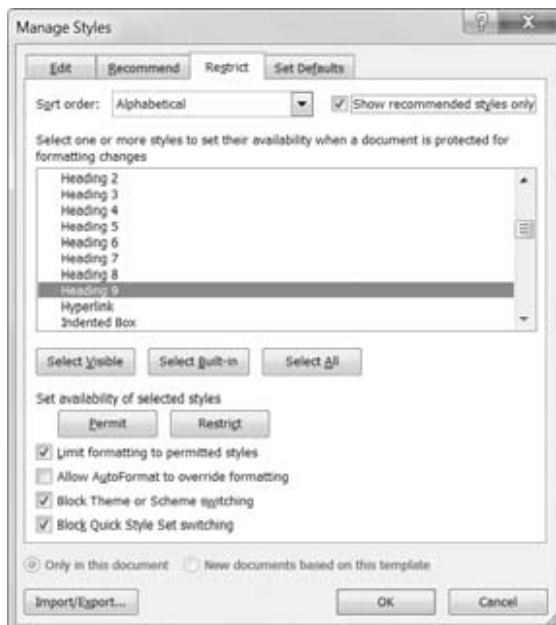 Manage Styles
Edit Recommend Restrict Set Defaults
Sort order: Alphabetical Show recommended styles only
Select one or more styles to set their availability when a document is protected for
formatting changes
Heading 2
Heading 3
Heading 4
Heading 5
Heading 6
Heading 7
Heading 8
Heading 9
Hyperlink
Indented Box
Select Visible Select Built-in Select All
Set availability of selected styles
Permit Restrict
Limit formatting to permitted styles
Allow AutoFormat to override formatting
Block Theme or Scheme switching
Block Quick Style Set switching
Only in this document New documents based on this template
Import/Export... OK Cancel